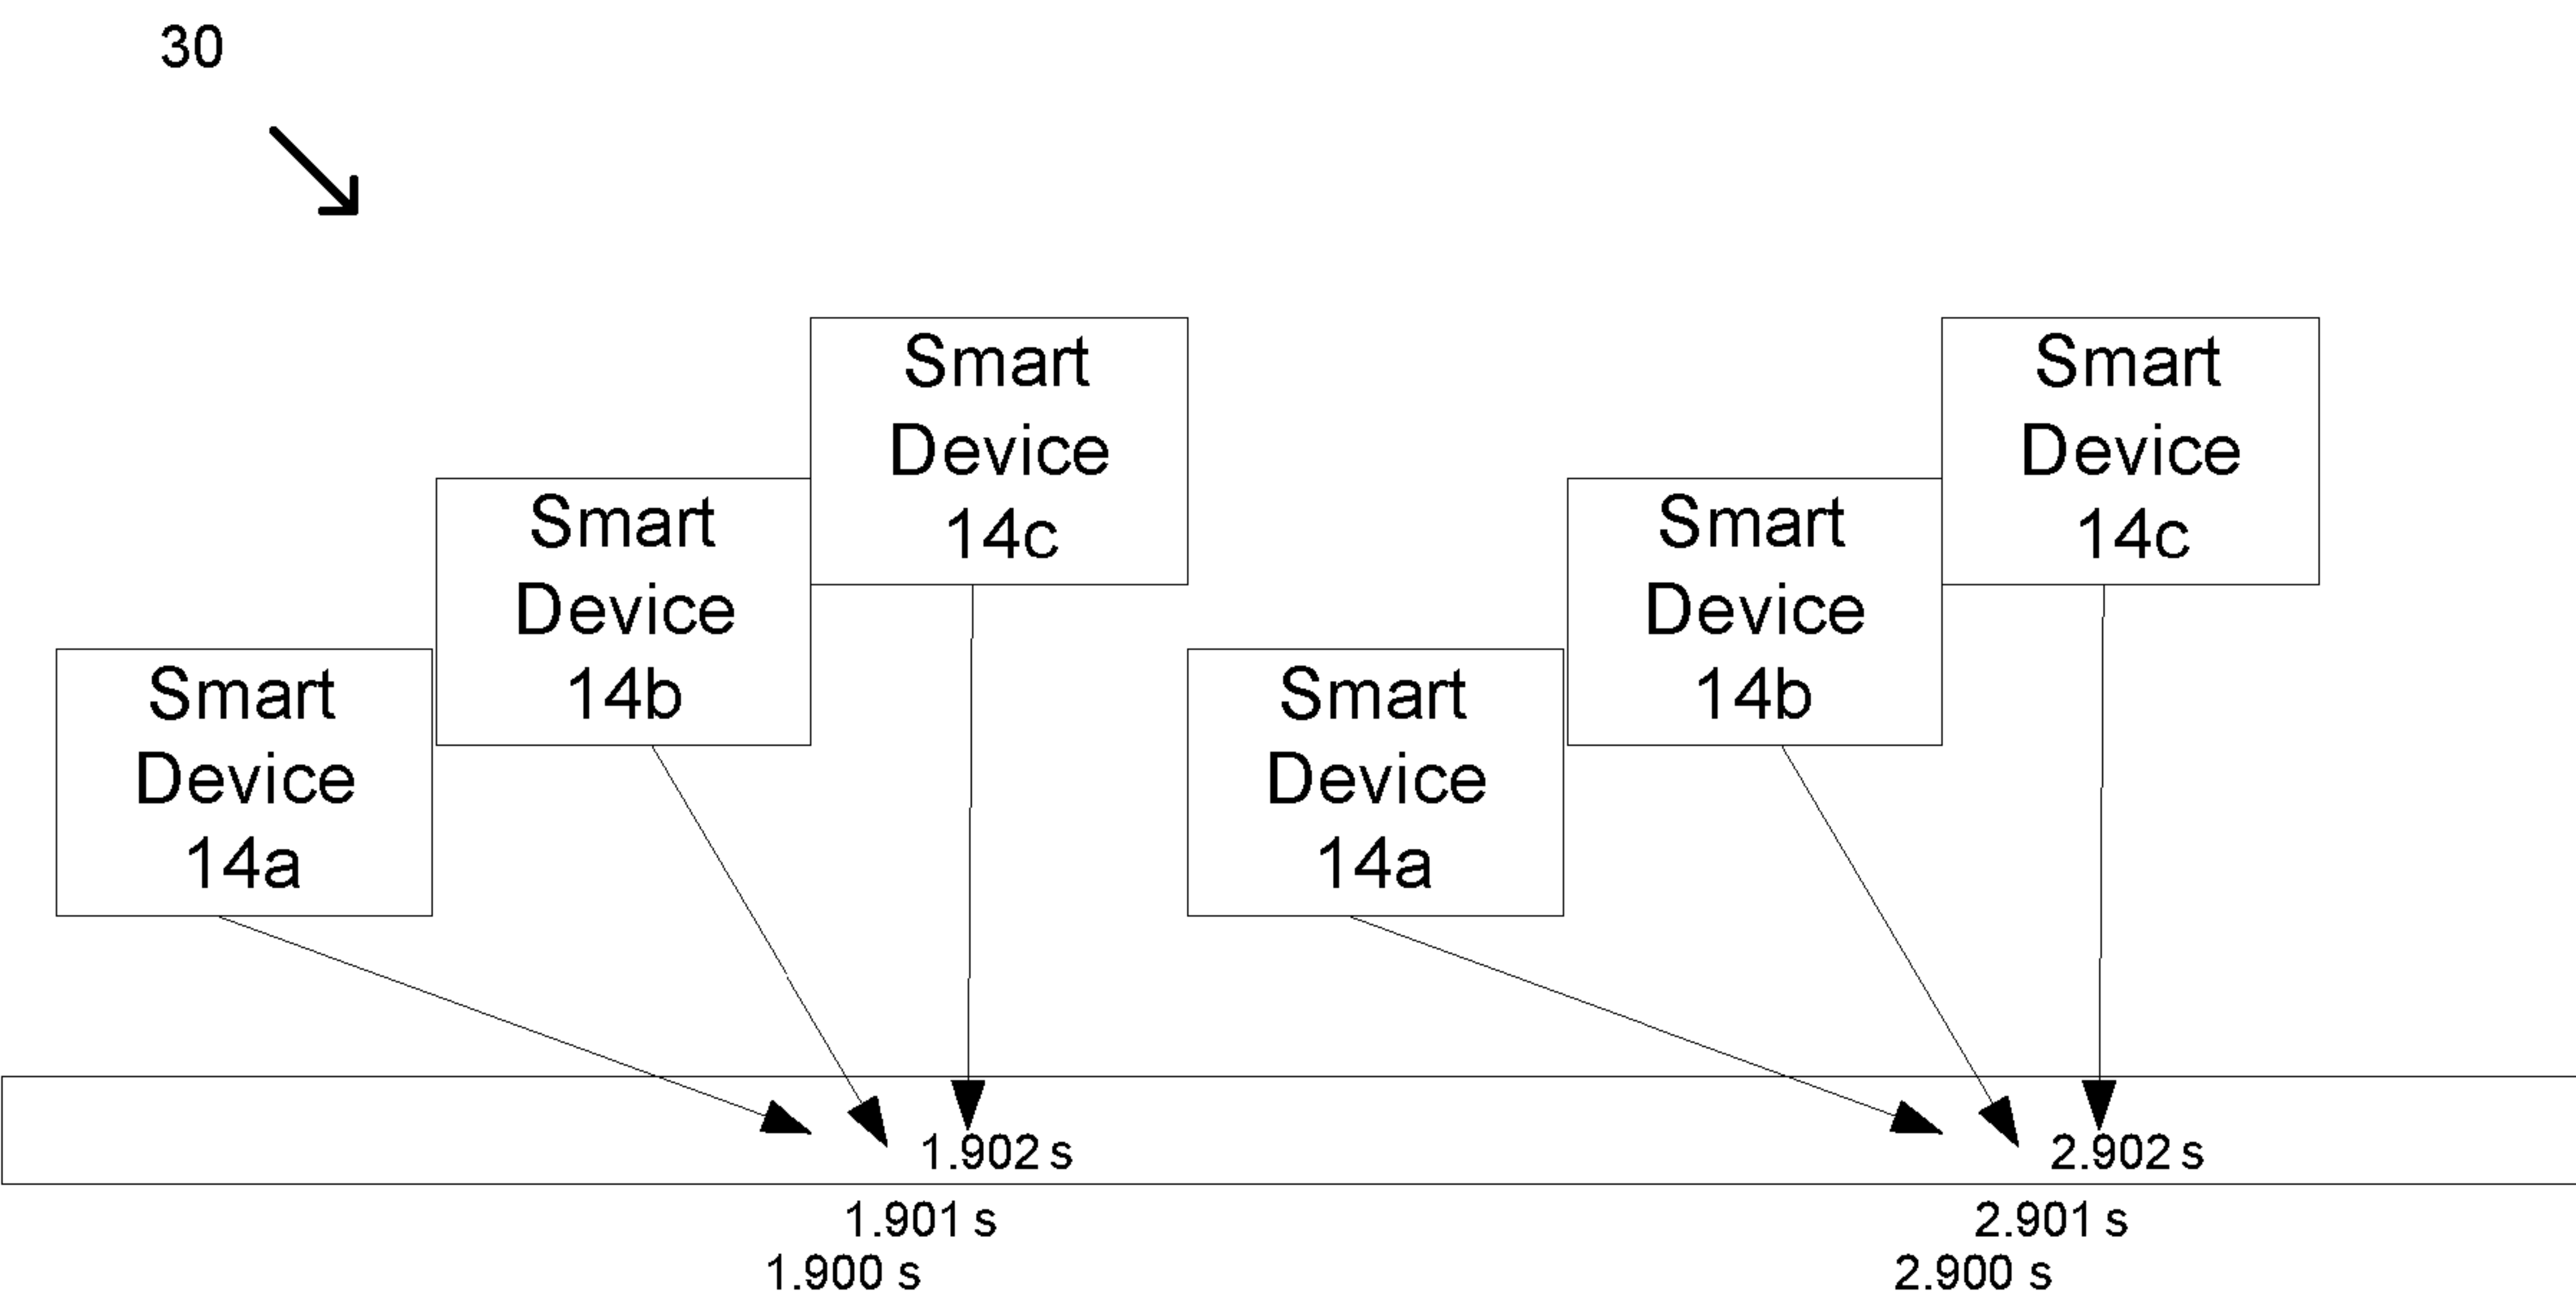 30
Smart
Device
14c
Smart
Device
14c
Smart
Device
14b
Smart
Device
14b
Smart
Device
14a
Smart
Device
14a
1.902 s
2.902 s
1.901 s
2.901 s
1.900 s
2.900 s